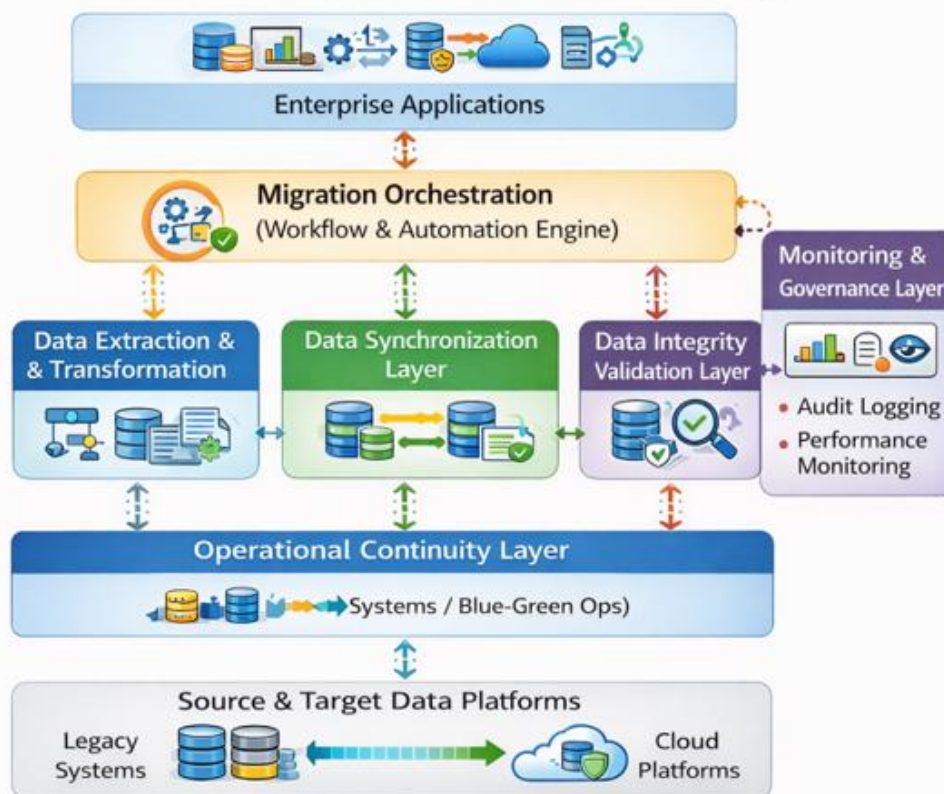 Enterprise Applications
Migration Orchestration
(Workflow & Automation Engine)
Monitoring &
Governance Layer
Data Extraction &
& Transformation
Data Synchronization
Layer
Data Integrity
Validation Layer
• Audit Logging
• Performance
Monitoring
Operational Continuity Layer
Systems / Blue-Green Ops)
Source & Target Data Platforms
Legacy
Systems
Cloud
Platforms